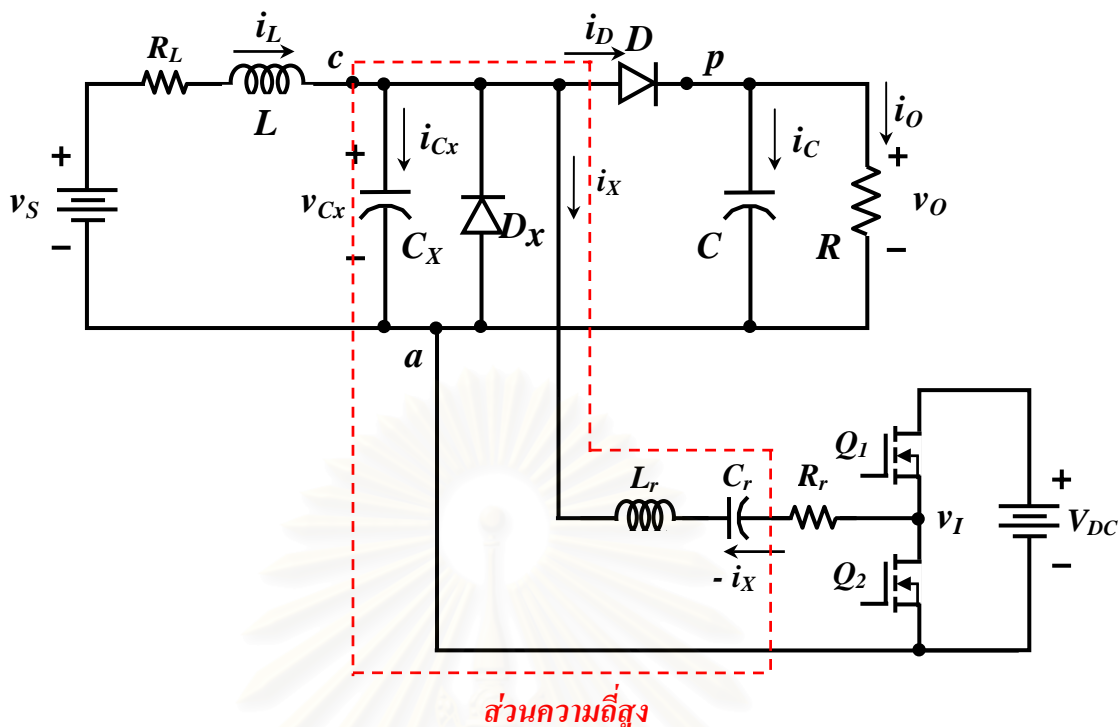 i_L
i_D D
R_L
c
p
L
i_O
i_Cx
i_C
i_X
+
+
+
v_S
v_Cx
v_O
C_X
D_x
C
R
−
−
−
a
Q_1
L_r
C_r
R_r
+
v_I
V_DC
- i_X
Q_2
−
ส่วนความถี่สูง